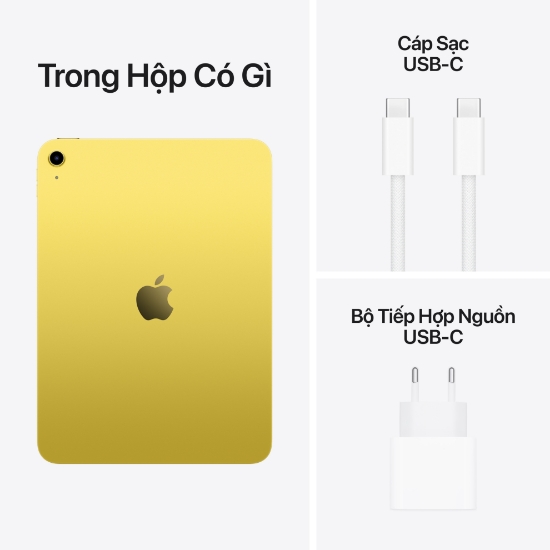 Trong Hộp Có Gì
Cáp Sạc
USB-C
Bộ Tiếp Hợp Nguồn
USB-C